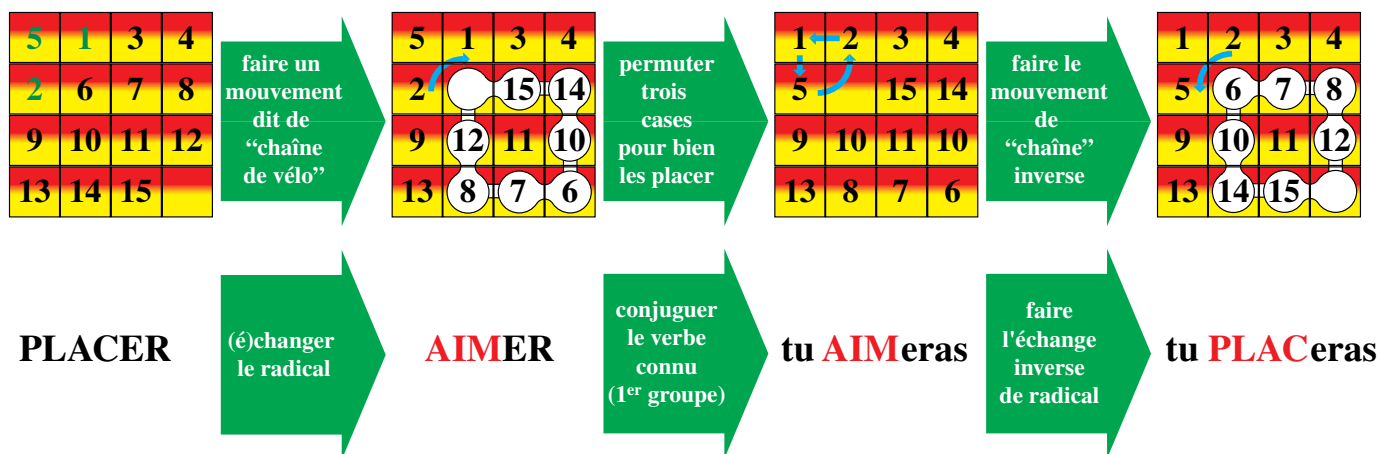 5 1 3 4
2 6 7 8
9 10 11 12
13 14 15
faire un
mouvement
dit de
“chaîne
de vélo”
5 1 3 4
2 15 14
9 12 11 10
13 8 7 6
permuter
trois
cases
pour bien
les placer
1 2 3 4
5 15 14
9 10 11 10
13 8 7 6
faire le
mouvement
de
“chaîne”
inverse
1 2 3 4
5 6 7 8
9 10 11 12
13 14 15
PLACER
(é)changer
le radical
AIMER
conjuguer
le verbe
connu
(1er groupe)
tu AIMeras
faire
l'échange
inverse
de radical
tu PLACeras